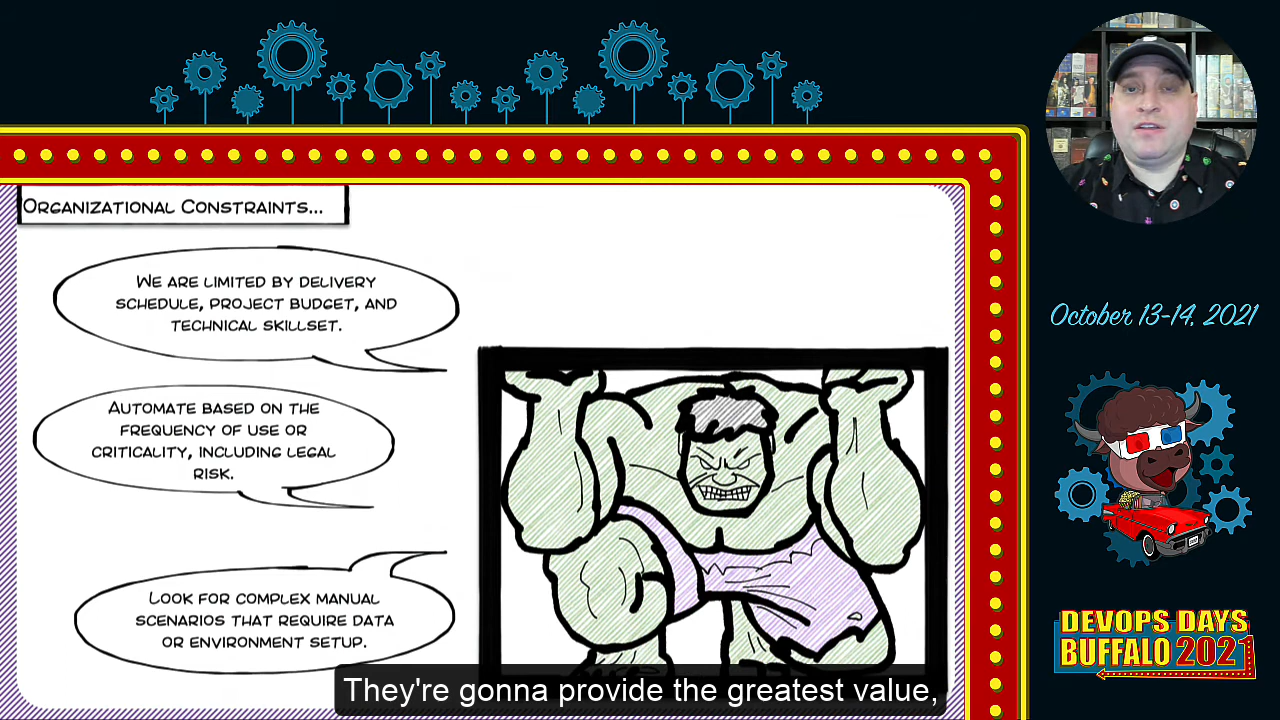 Organizational Constraints...
We are limited by delivery
schedule, project budget, and
technical skillset.
Automate based on the
frequency of use or
criticality, including legal
risk.
Look for complex manual
scenarios that require data
or environment setup.
They're gonna provide the greatest value,
October 13-14, 2021
DEVOPS DAYS
BUFFALO 2021